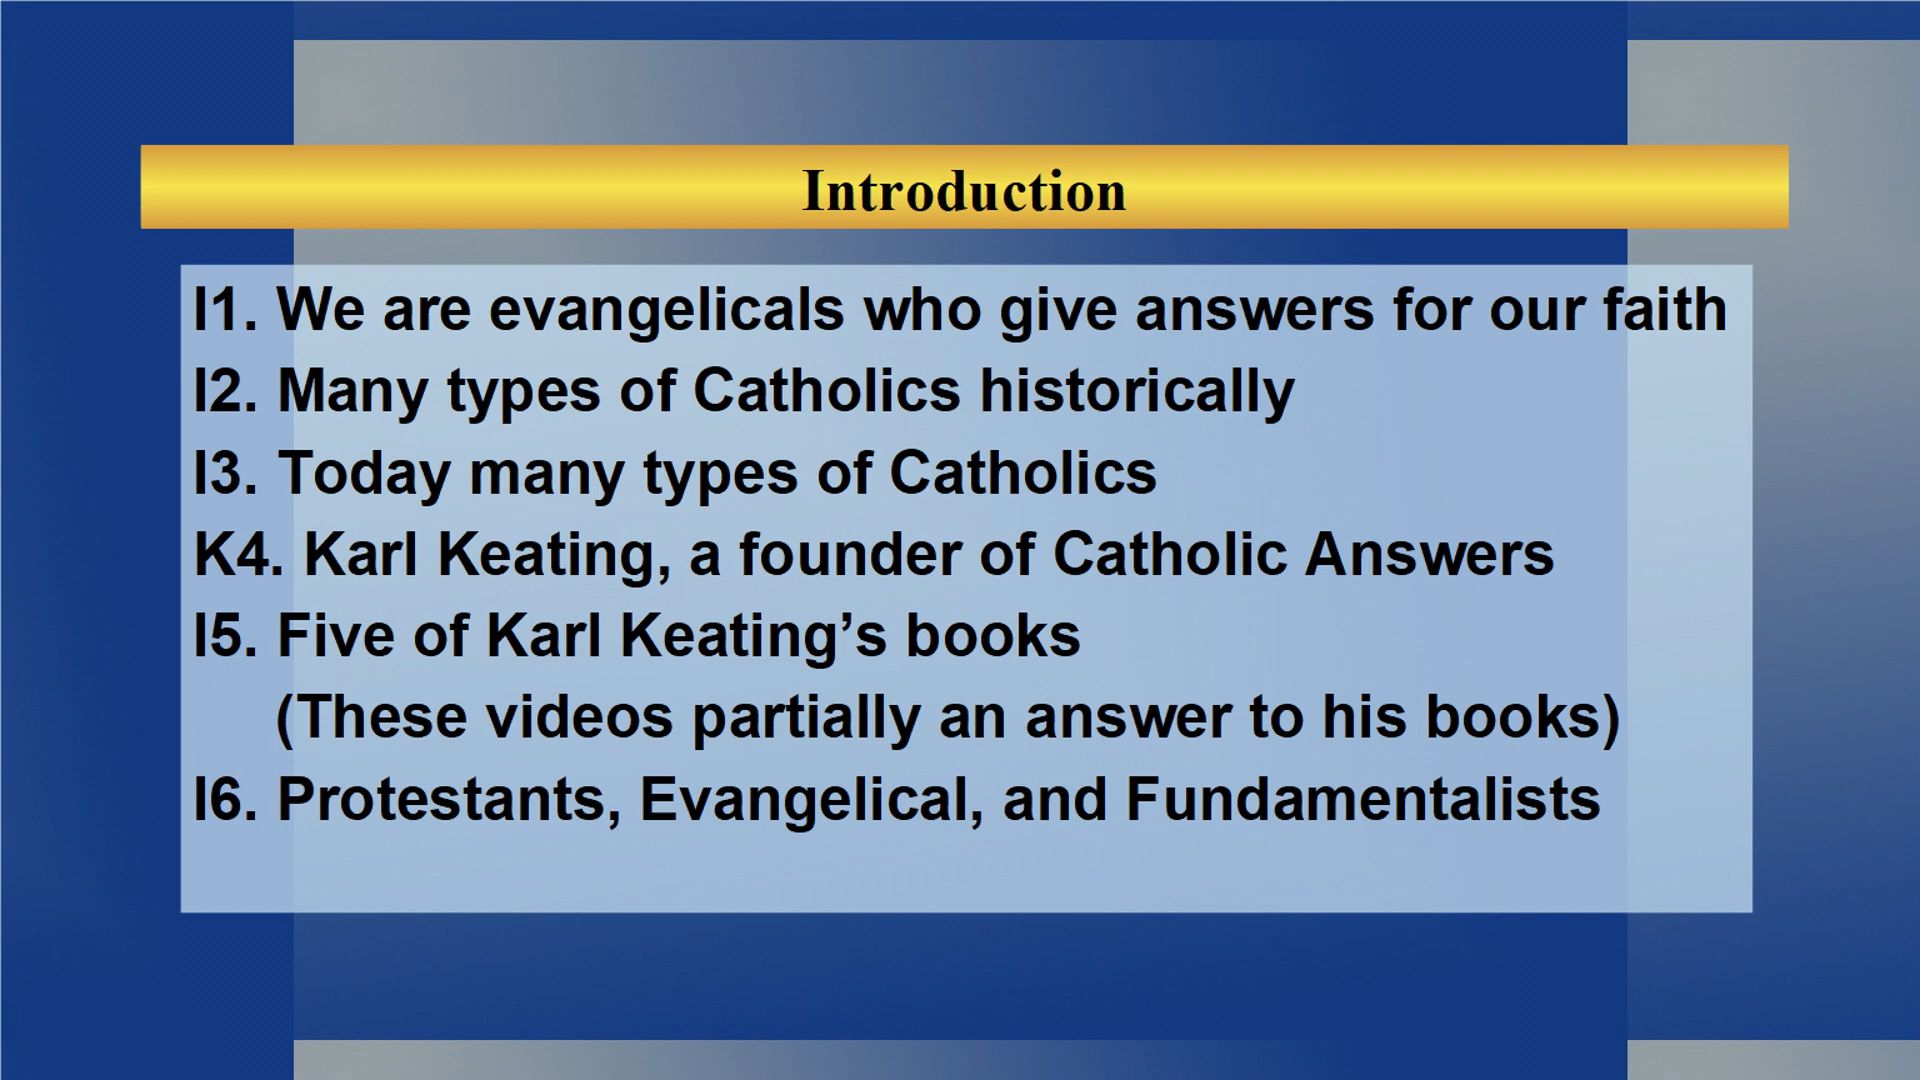 Introduction
I1. We are evangelicals who give answers for our faith
I2. Many types of Catholics historically
I3. Today many types of Catholics
K4. Karl Keating, a founder of Catholic Answers
I5. Five of Karl Keating’s books
(These videos partially an answer to his books)
I6. Protestants, Evangelical, and Fundamentalists